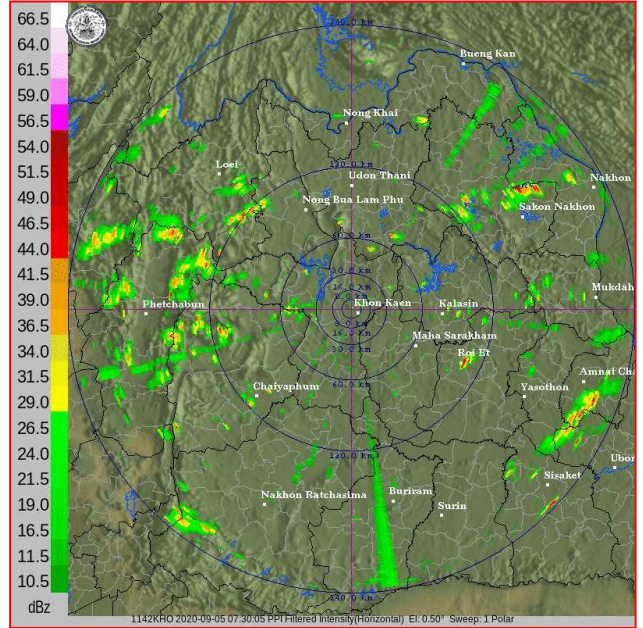 66.5
64.0
61.5
59.0
56.5
54.0
51.5
49.0
46.5
44.0
41.5
39.0
36.5
34.0
31.5
29.0
26.5
24.0
21.5
19.0
16.5
11.5
10.5
dBz
Bueng Kan
Nong Khai
Loei
Udon Thani
Nakhon
Nong Bua Lam Phu
Sakon Nakhon
Mukdah
Phetchabun
Khon Kaen
Kalasin
Maha Sarakham
Roi Et
Amnat Cha
Chaiyaphum
Yasothon
60.0 km
120.0 km
Ubon
Sisaket
Nakhon Ratchasima
Buriram
Surin
1142KHO 2020-09-05 07:30:05 PPI Filtered Intensity(Horizontal) El: 0.50° Sweep: 1 Polar